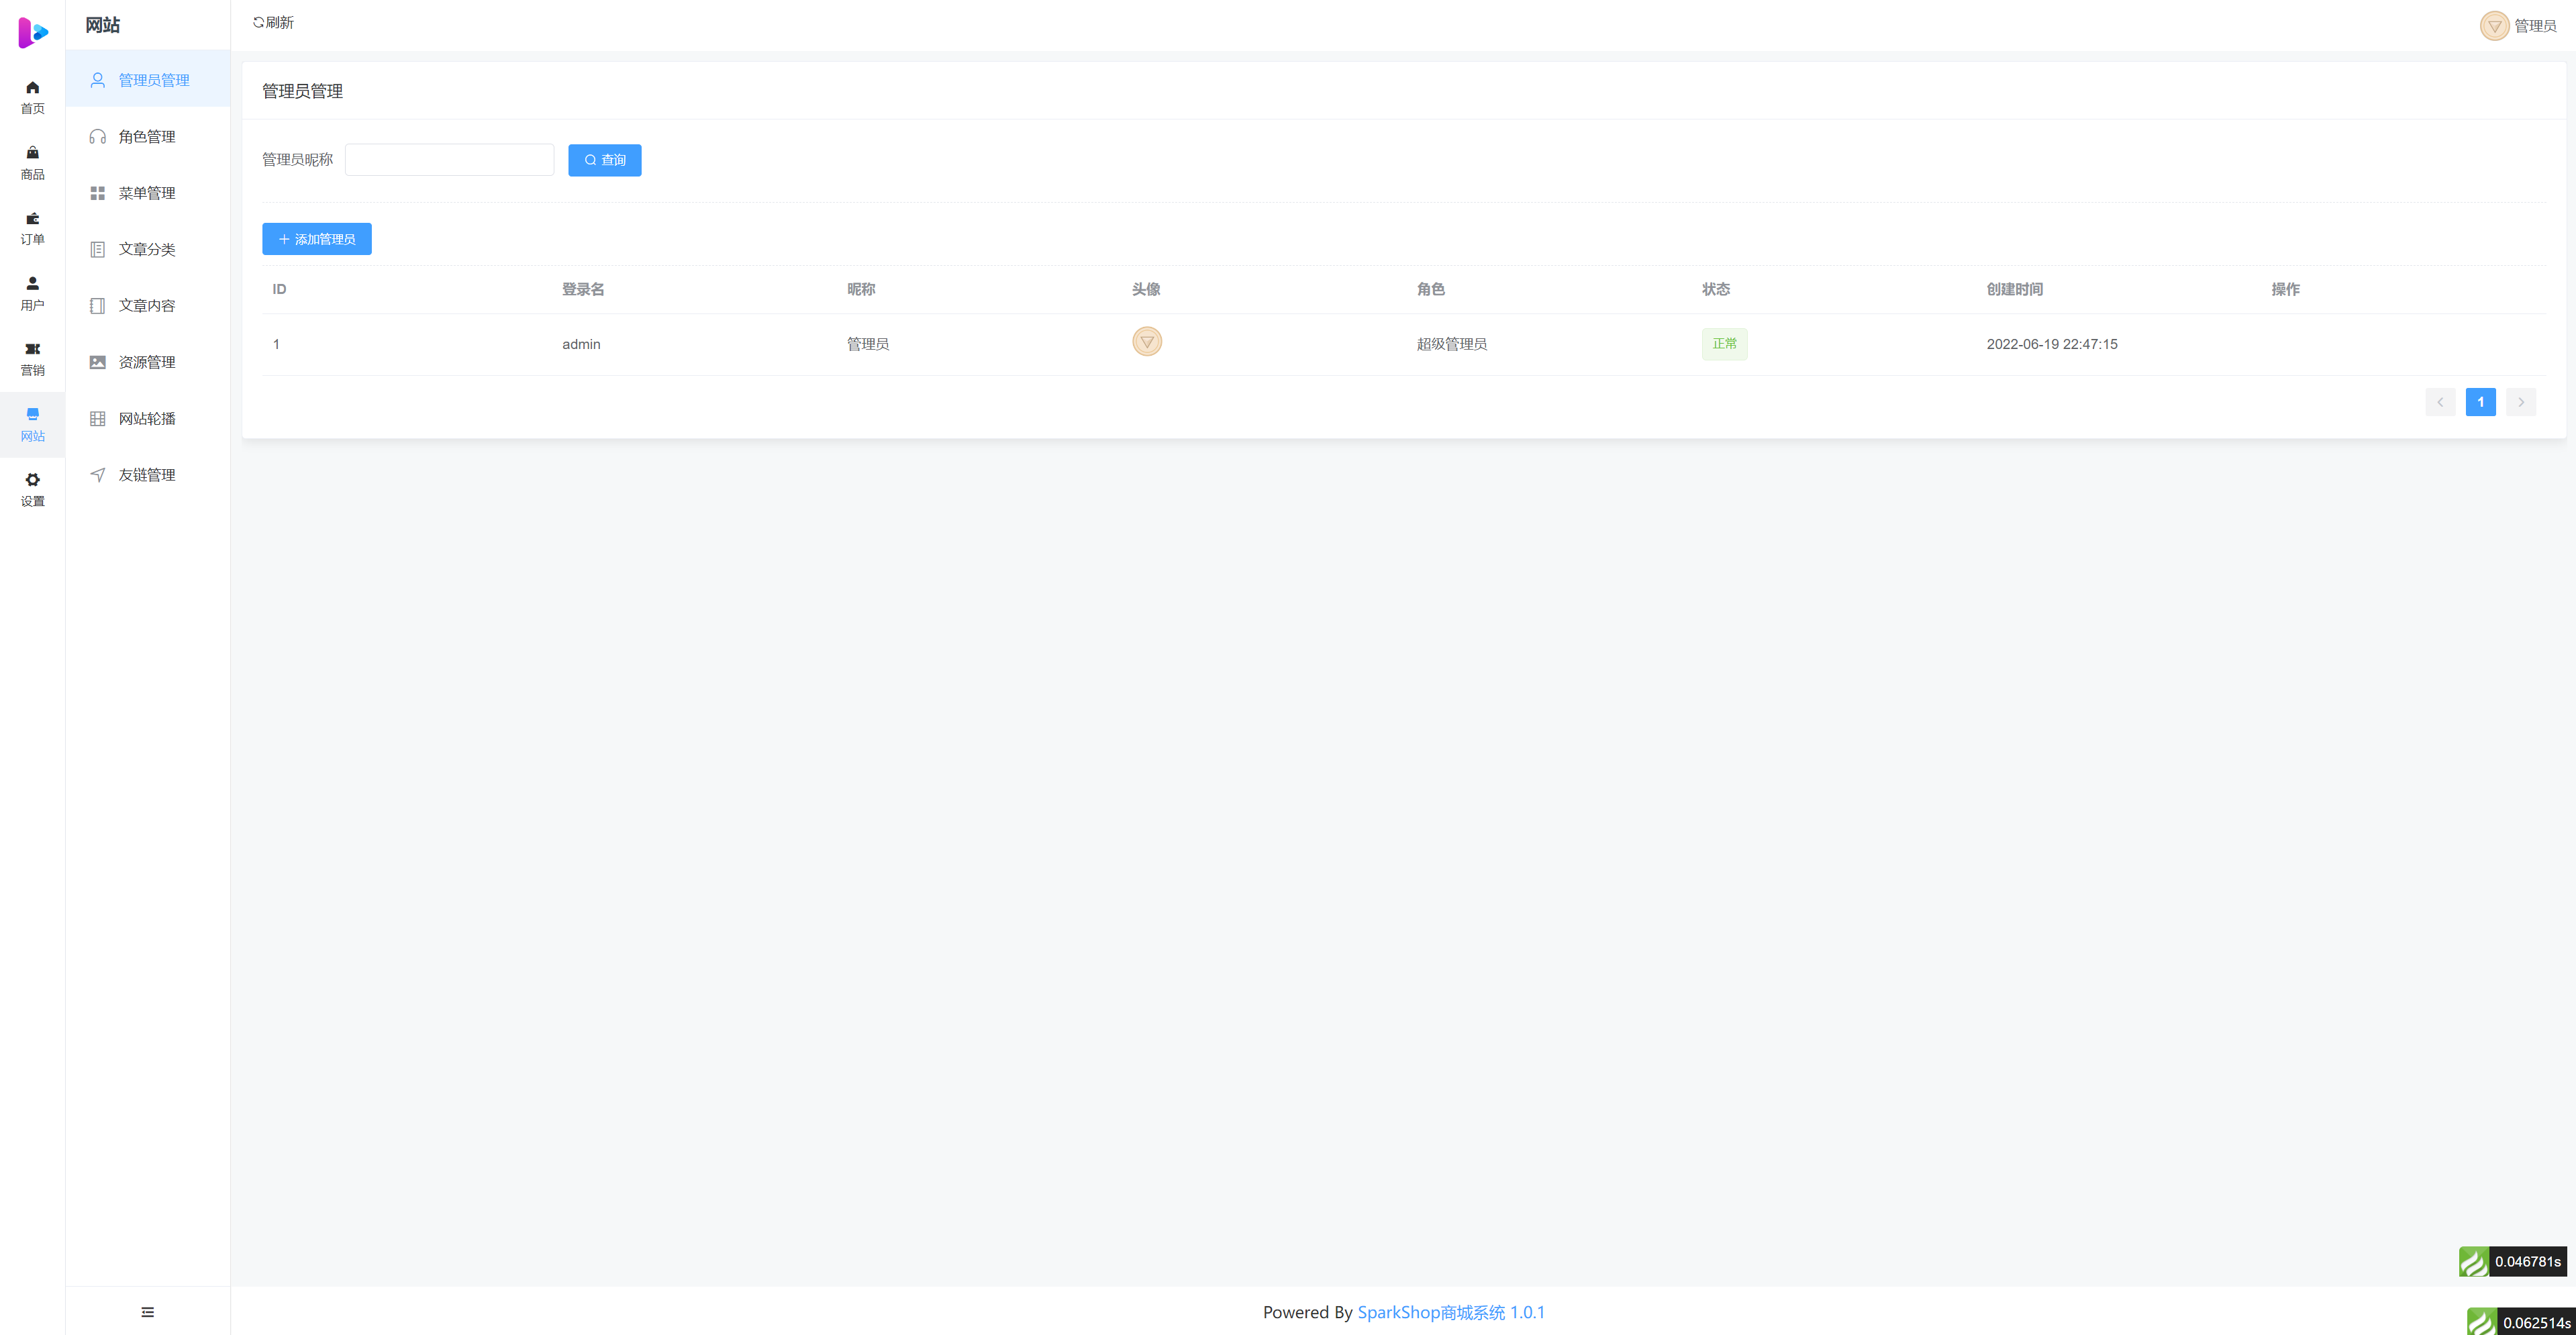 网站
刷新
管理员
首页
商品
订单
用户
营销
网站
设置
管理员管理
角色管理
菜单管理
文章分类
文章内容
资源管理
网站轮播
友链管理
管理员管理
管理员昵称
查询
添加管理员
ID 登录名 昵称 头像 角色 状态 创建时间 操作
1 admin 管理员 超级管理员 正常 2022-06-19 22:47:15
1
0.046781s
Powered By SparkShop商城系统 1.0.1
0.062514s